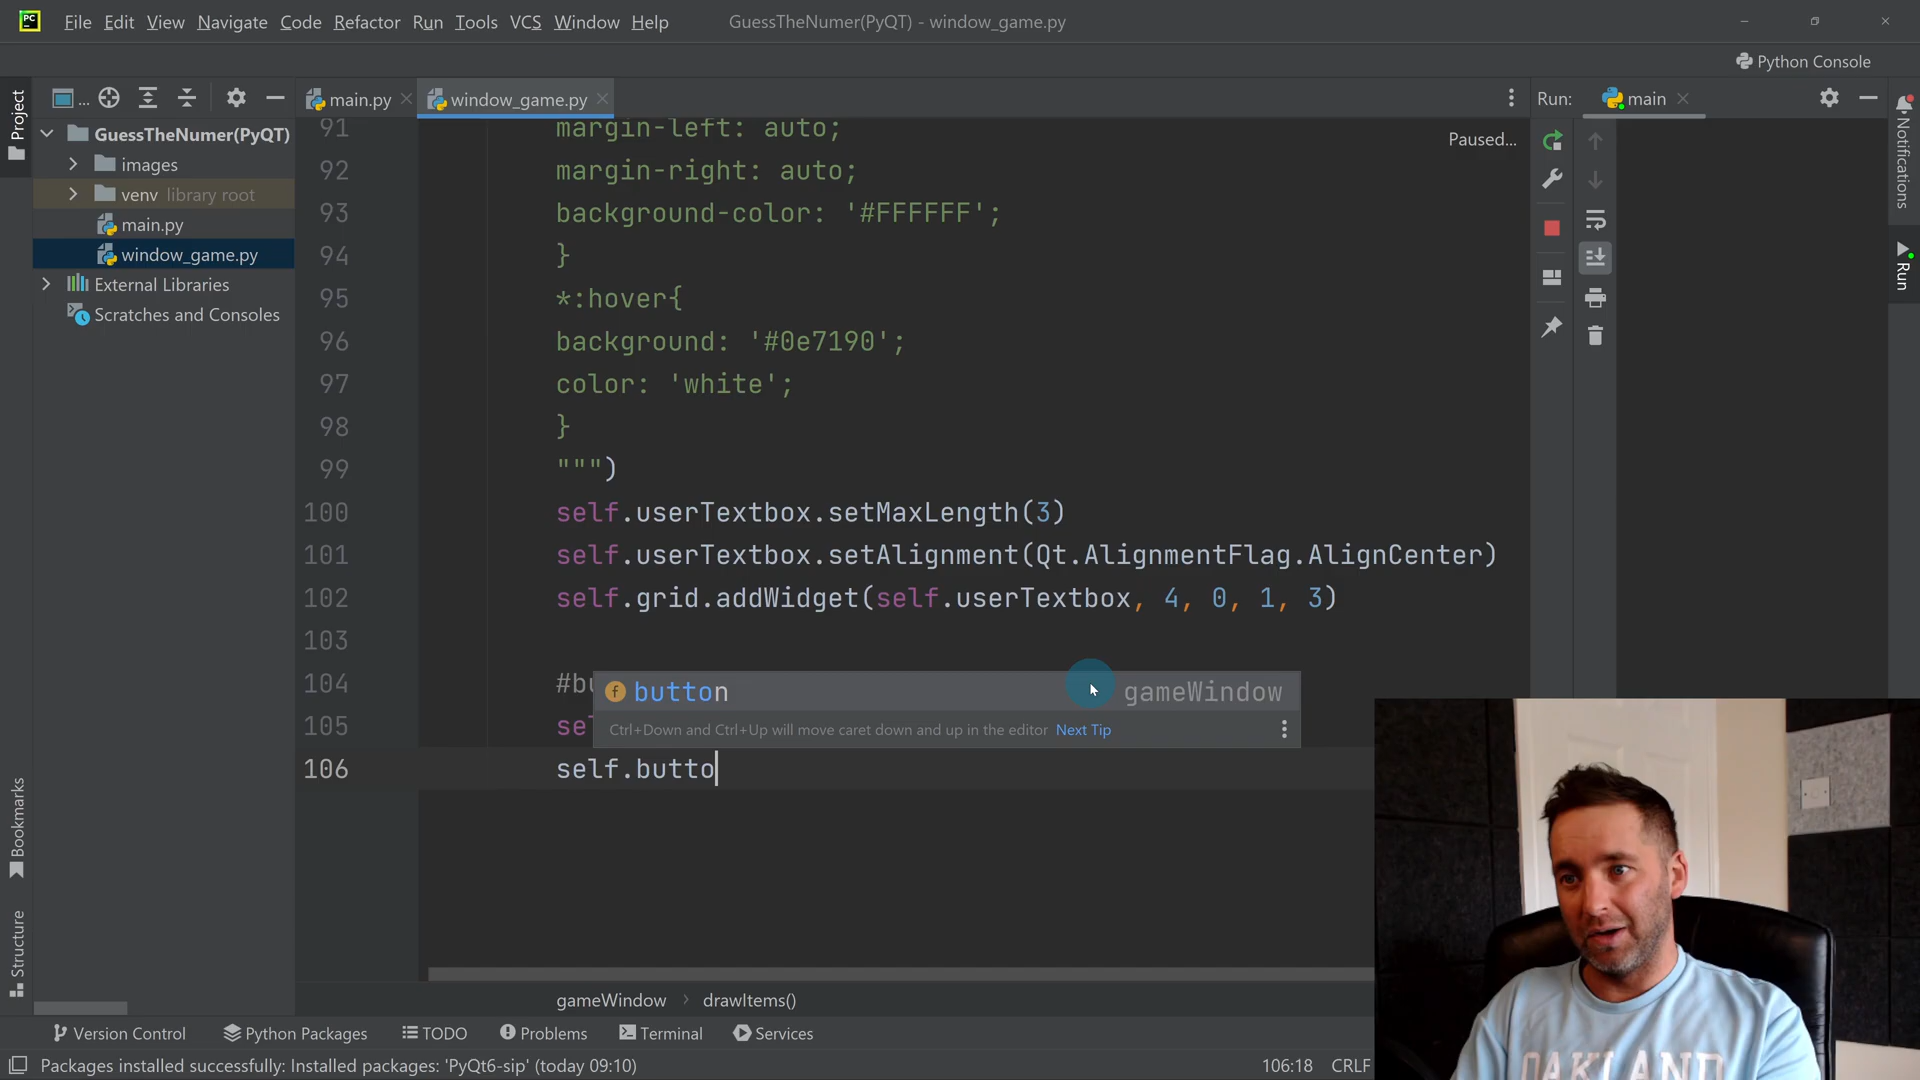 PC File Edit View Navigate Code Refactor Run Tools VCS Window Help GuessTheNumer(PyQT) - window_game.py
Python Console
Project
...
main.py
window_game.py
Run:
main
Notifications
Run
GuessTheNumer(PyQT)
images
venv library root
main.py
window_game.py
External Libraries
Scratches and Consoles
Paused...
91 margin-left: auto;
92 margin-right: auto;
93 background-color: '#FFFFFF';
94 }
95 *:hover{
96 background: '#0e7190';
97 color: 'white';
98 }
99 """)
100 self.userTextbox.setMaxLength(3)
101 self.userTextbox.setAlignment(Qt.AlignmentFlag.AlignCenter)
102 self.grid.addWidget(self.userTextbox, 4, 0, 1, 3)
103
104 #bu
105 se
106 self.butto
f button gameWindow
Ctrl+Down and Ctrl+Up will move caret down and up in the editor Next Tip
Bookmarks
Structure
gameWindow > drawItems()
Version Control Python Packages TODO Problems Terminal Services
Packages installed successfully: Installed packages: 'PyQt6-sip' (today 09:10)
106:18 CRLF
OAKLAND